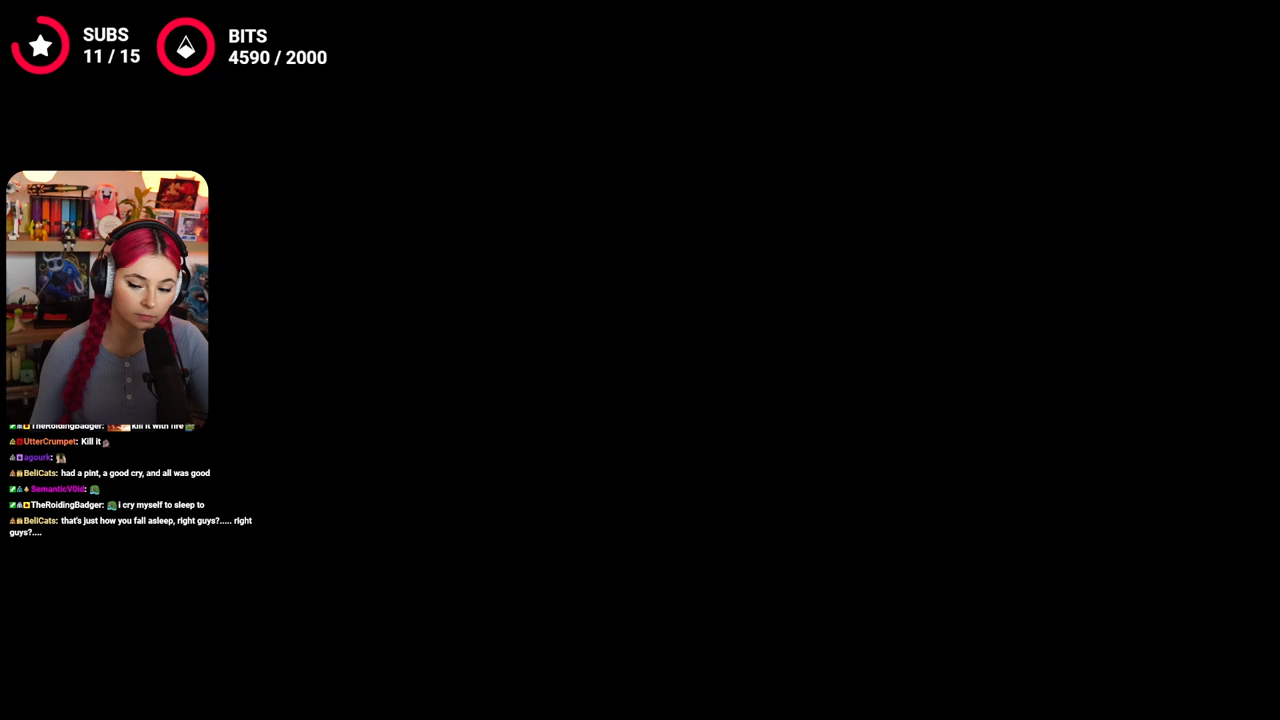 SUBS
11 / 15
BITS
4590 / 2000
TheRoidingBadger: kill it with fire
UtterCrumpet: Kill it
agourk:
BeliCats: had a pint, a good cry, and all was good
SemanticV0id:
TheRoidingBadger: i cry myself to sleep to
BeliCats: that's just how you fall asleep, right guys?..... right
guys?....